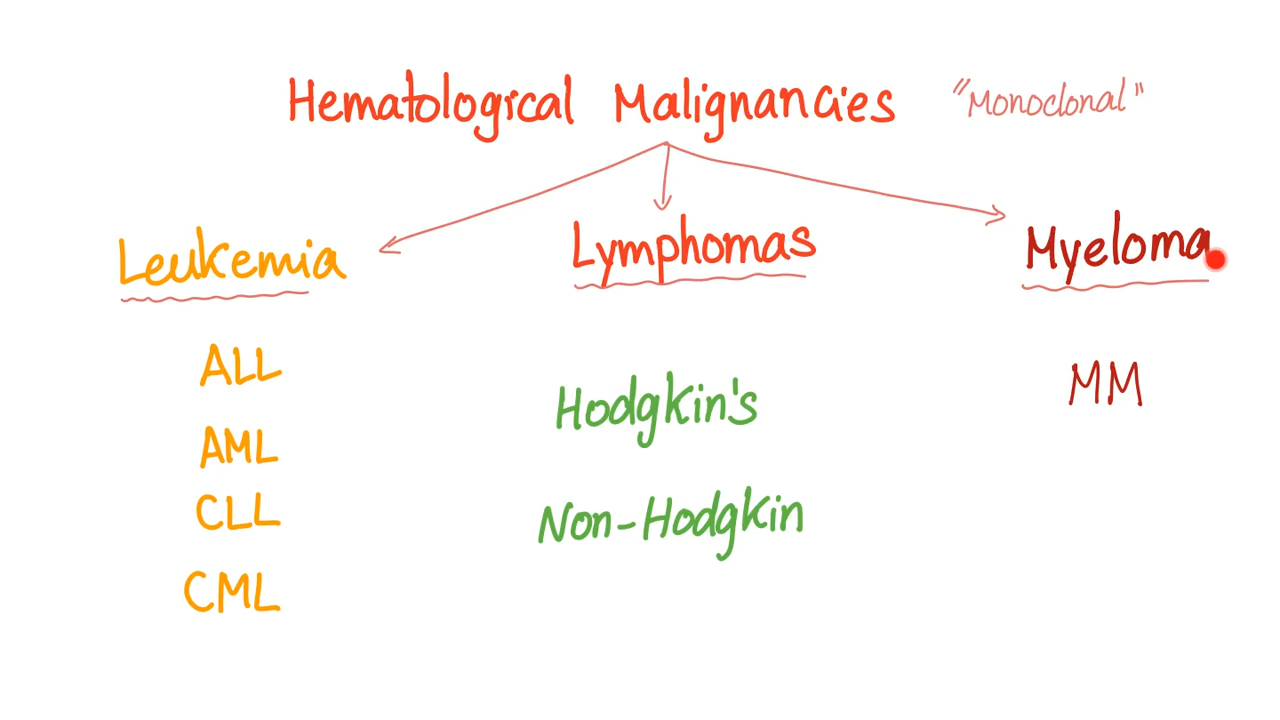 Hematological Malignancies "Monoclonal"
Leukemia
Lymphomas
Myeloma
ALL
AML
CLL
CML
Hodgkin's
Non-Hodgkin
MM